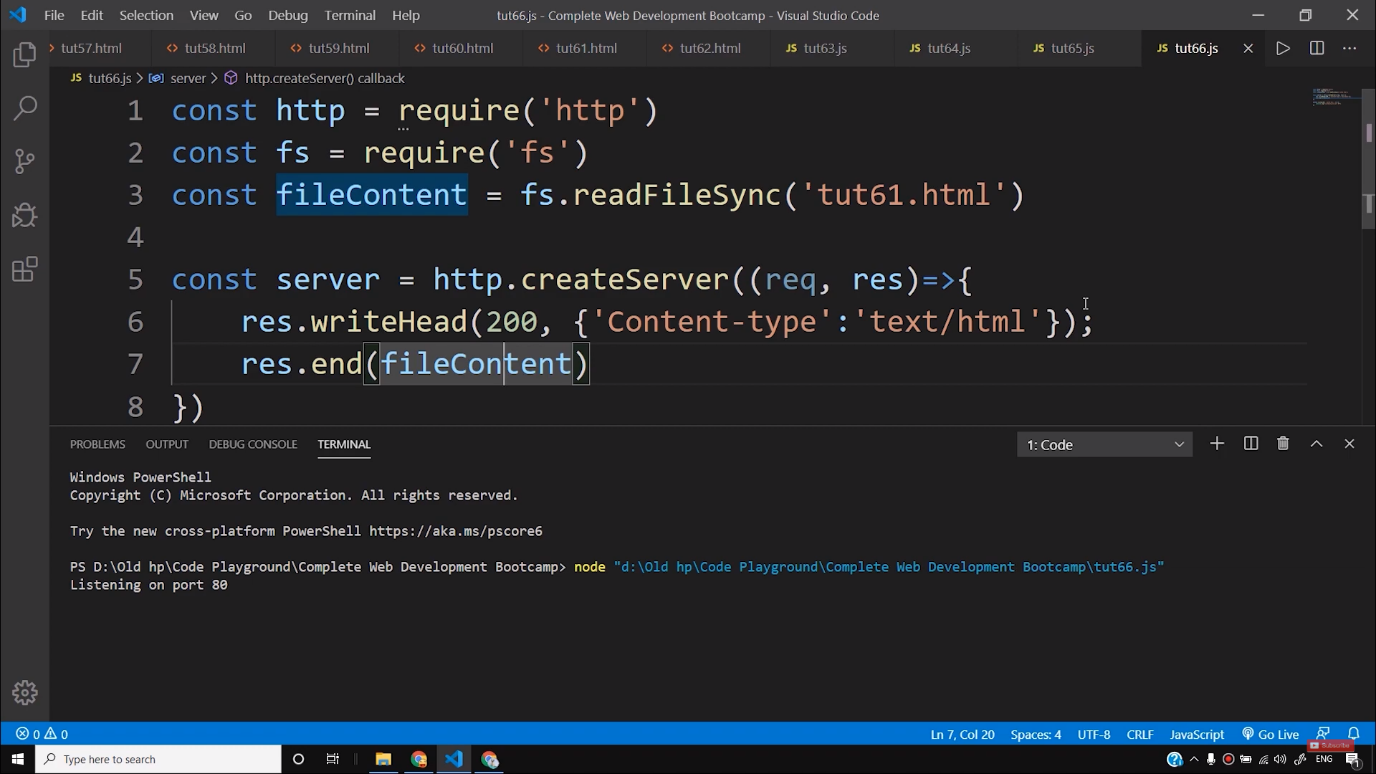 File Edit Selection View Go Debug Terminal Help tut66.js - Complete Web Development Bootcamp - Visual Studio Code
tut57.html tut58.html tut59.html tut60.html tut61.html tut62.html JS tut63.js JS tut64.js JS tut65.js JS tut66.js
JS tut66.js > server > http.createServer() callback
1 const http = require('http')
2 const fs = require('fs')
3 const fileContent = fs.readFileSync('tut61.html')
4
5 const server = http.createServer((req, res)=>{
6 res.writeHead(200, {'Content-type':'text/html'});
7 res.end(fileContent)
8 })
PROBLEMS OUTPUT DEBUG CONSOLE TERMINAL 1: Code
Windows PowerShell
Copyright (C) Microsoft Corporation. All rights reserved.
Try the new cross-platform PowerShell https://aka.ms/pscore6
PS D:\Old hp\Code Playground\Complete Web Development Bootcamp> node "d:\Old hp\Code Playground\Complete Web Development Bootcamp\tut66.js"
Listening on port 80
0 0 Ln 7, Col 20 Spaces: 4 UTF-8 CRLF JavaScript Go Live
SUBSCRIBE
Type here to search ENG 1